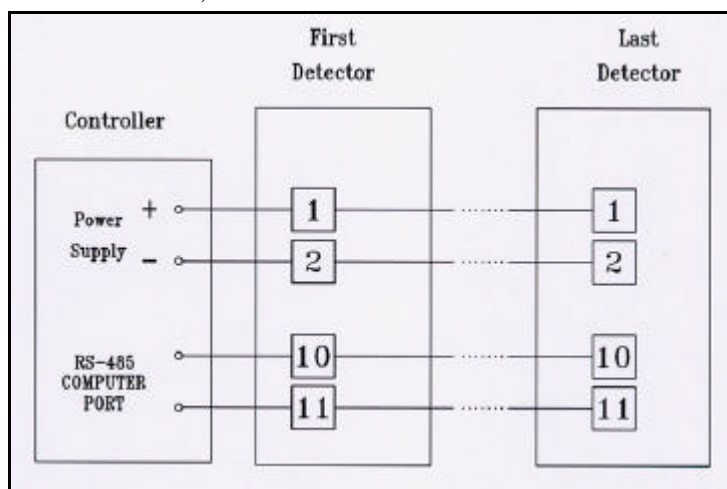 First
Detector
Last
Detector
Controller
Power +
Supply −
1
2
1
2
RS-485
COMPUTER
PORT
10
11
10
11